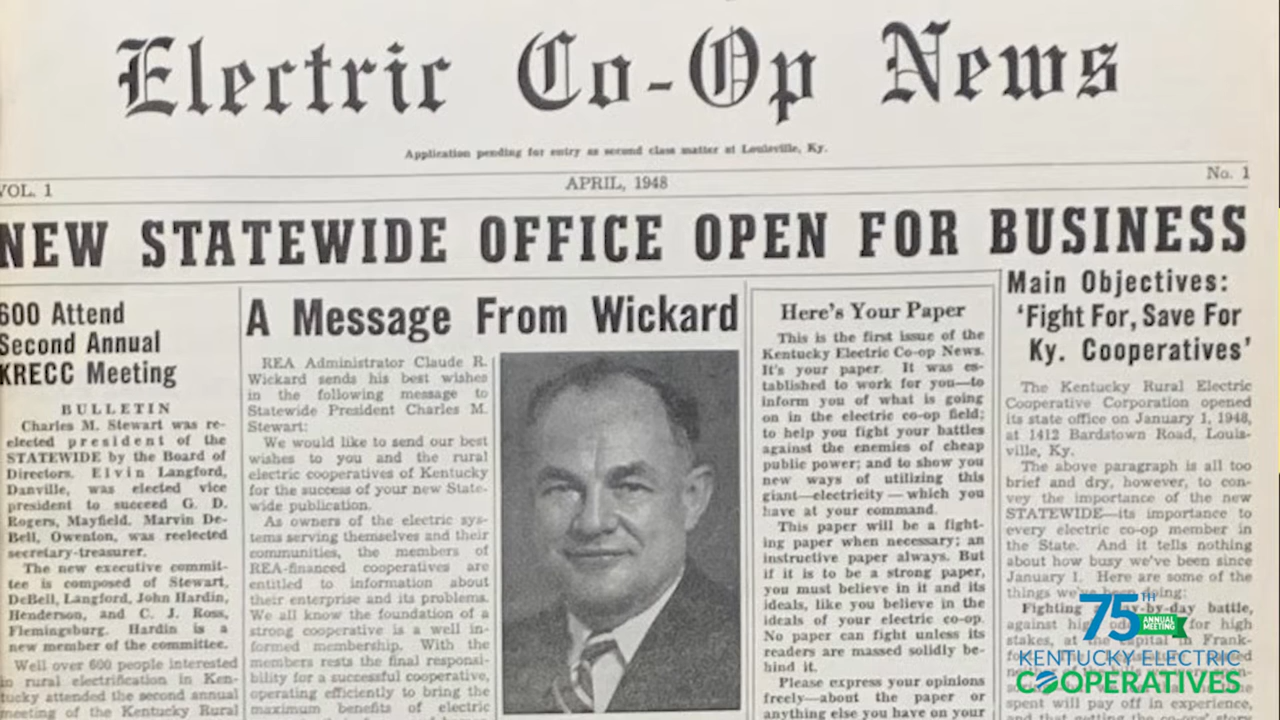 Electric Co-Op News
Application pending for entry as second class matter at Louisville, Ky.
VOL. 1
APRIL, 1948
No. 1
NEW STATEWIDE OFFICE OPEN FOR BUSINESS
600 Attend
Second Annual
KRECC Meeting
BULLETIN
Charles M. Stewart was re-
elected president of the
STATEWIDE by the Board of
Directors. Elvin Langford,
Danville, was elected vice
president to succeed G. D.
Rogers, Mayfield. Marvin De-
Bell, Owenton, was reelected
secretary-treasurer.
The new executive commit-
tee is composed of Stewart,
DeBell, Langford, John Hardin,
Henderson, and C. J. Ross,
Flemingsburg. Hardin is a
new member of the committee.
Well over 600 people interested
in rural electrification in Ken-
tucky attended the second annual
meeting of the Kentucky Rural
A Message From Wickard
REA Administrator Claude R.
Wickard sends his best wishes
in the following message to
Statewide President Charles M.
Stewart:
We would like to send our best
wishes to you and the rural
electric cooperatives of Kentucky
for the success of your new State-
wide publication.
As owners of the electric sys-
tems serving themselves and their
communities, the members of
REA-financed cooperatives are
entitled to information about
their enterprise and its problems.
We all know the foundation of a
strong cooperative is a well in-
formed membership. With the
members rests the final responsi-
bility for a successful cooperative,
operating efficiently to bring the
maximum benefits of electric
Here's Your Paper
This is the first issue of the
Kentucky Electric Co-op News.
It's your paper. It was es-
tablished to work for you—to
inform you of what is going
on in the electric co-op field;
to help you fight your battles
against the enemies of cheap
public power; and to show you
new ways of utilizing this
giant—electricity—which you
have at your command.
This paper will be a fight-
ing paper when necessary; an
instructive paper always. But
if it is to be a strong paper,
you must believe in it and its
ideals, like you believe in the
ideals of your electric co-op.
No paper can fight unless its
readers are massed solidly be-
hind it.
Please express your opinions
freely—about the paper or
anything else you have on your
Main Objectives:
'Fight For, Save For
Ky. Cooperatives'
The Kentucky Rural Electric
Cooperative Corporation opened
its state office on January 1, 1948,
at 1412 Bardstown Road, Louis-
ville, Ky.
The above paragraph is all too
brief and dry, however, to con-
vey the importance of the new
STATEWIDE—its importance to
every electric co-op member in
the State. And it tells nothing
about how busy we've been since
January 1. Here are some of the
things we've been doing:
Fighting day-by-day battle,
against high odds for high
stakes, at the capital in Frank-
spent will pay off in experience,
75TH
ANNUAL
MEETING
KENTUCKY ELECTRIC
COOPERATIVES